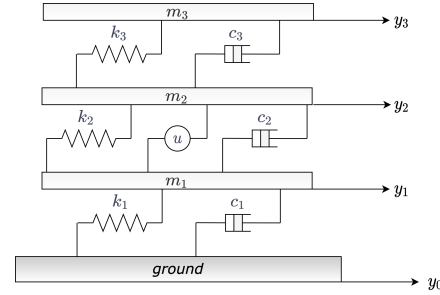 m₃
y₃
k₃
c₃
m₂
y₂
k₂
u
c₂
m₁
y₁
k₁
c₁
ground
y₀